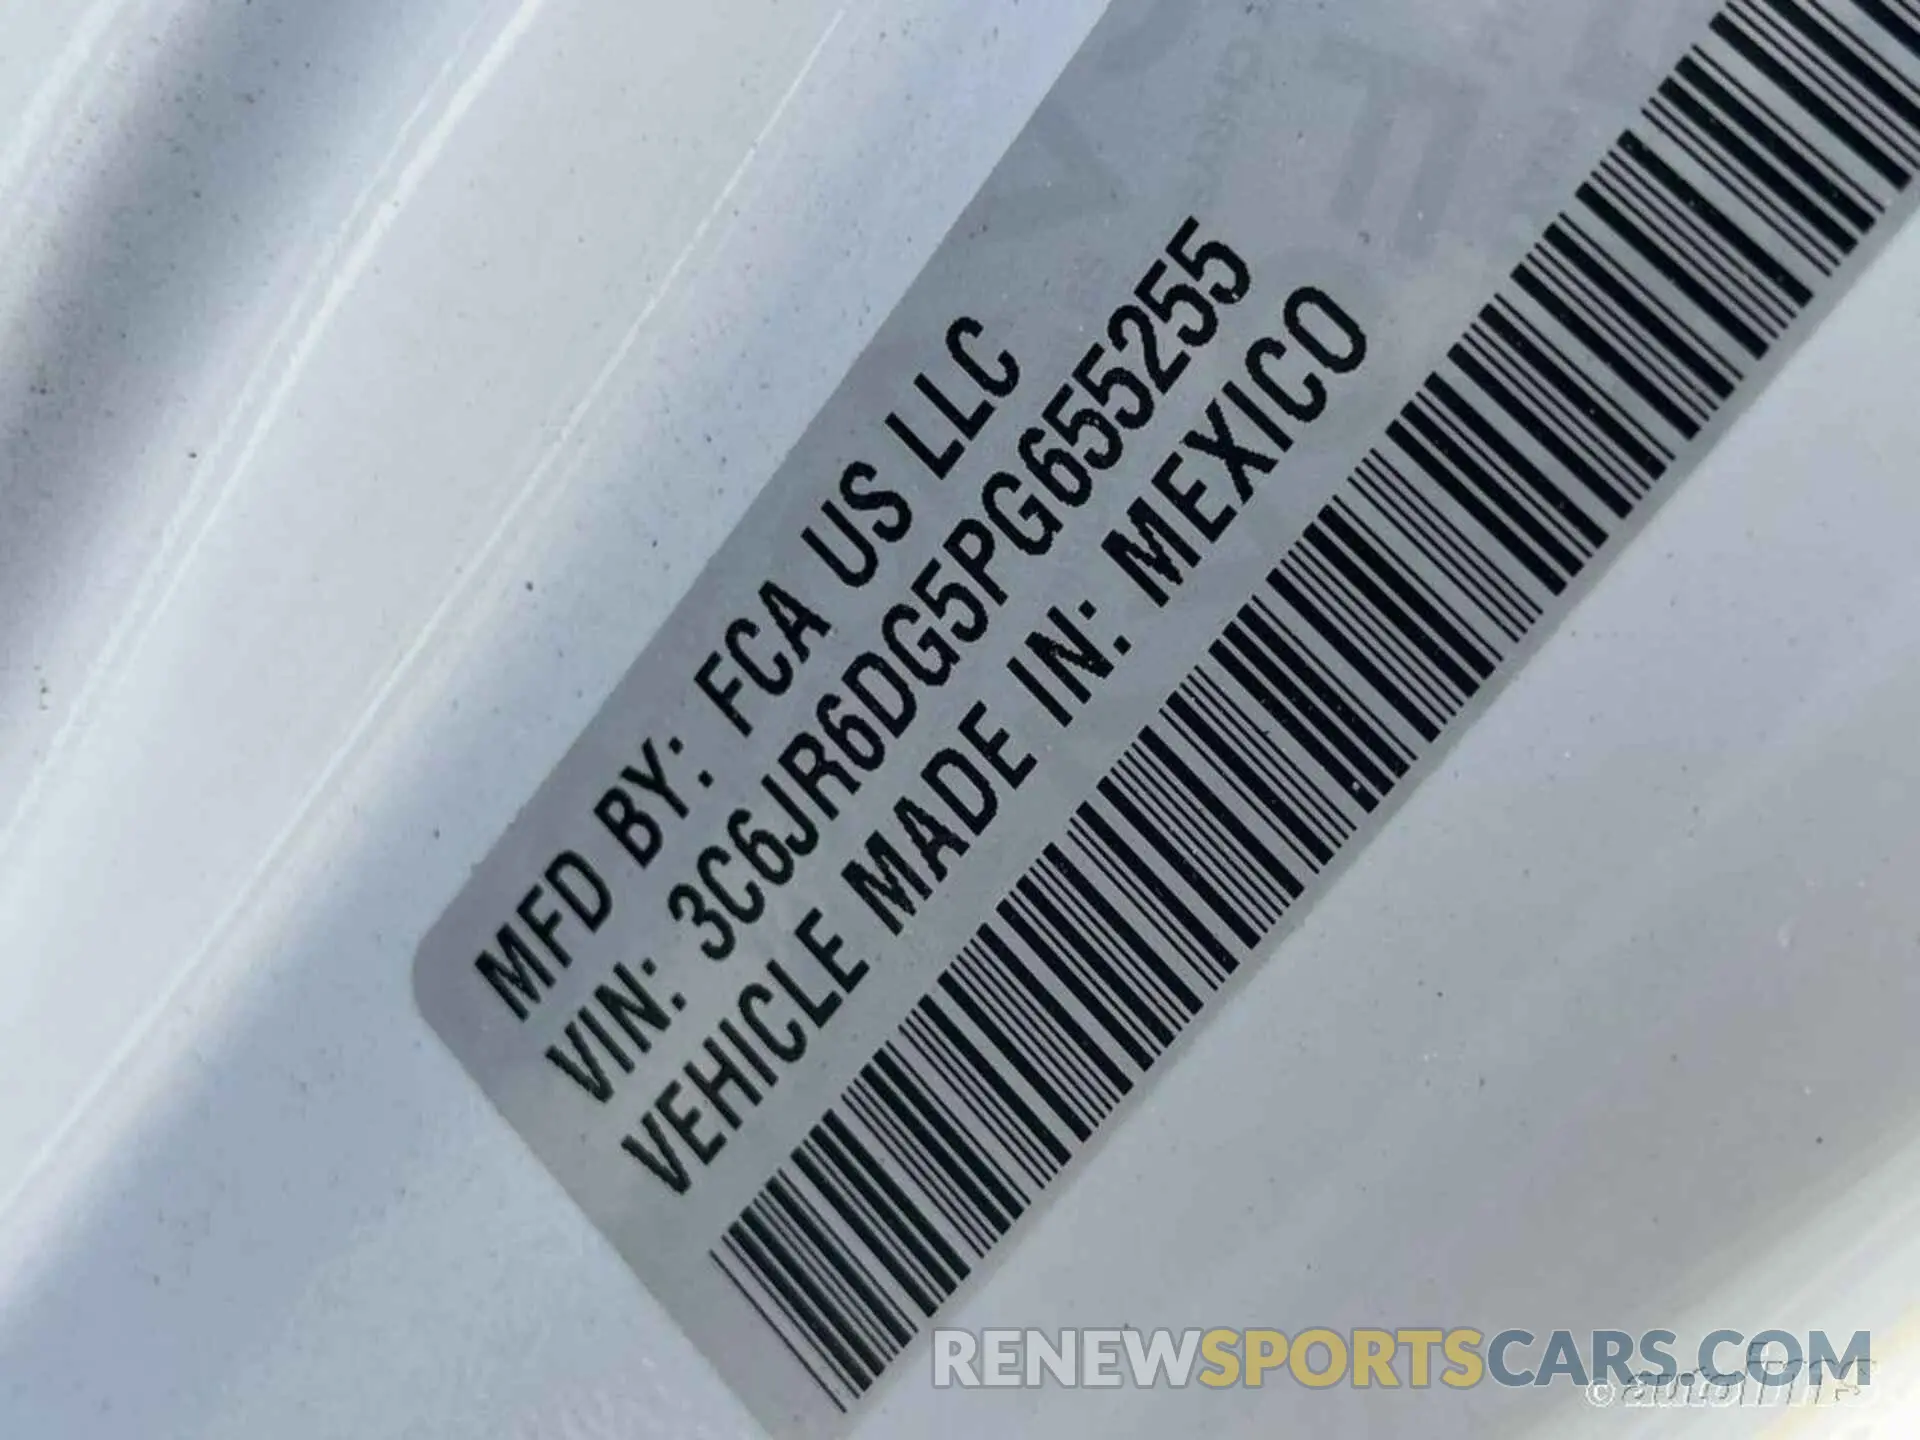 MFD BY: FCA US LLC
VIN: 3C6JR6DG5PG655255
VEHICLE MADE IN: MEXICO
RENEWSPORTSCARS.COM